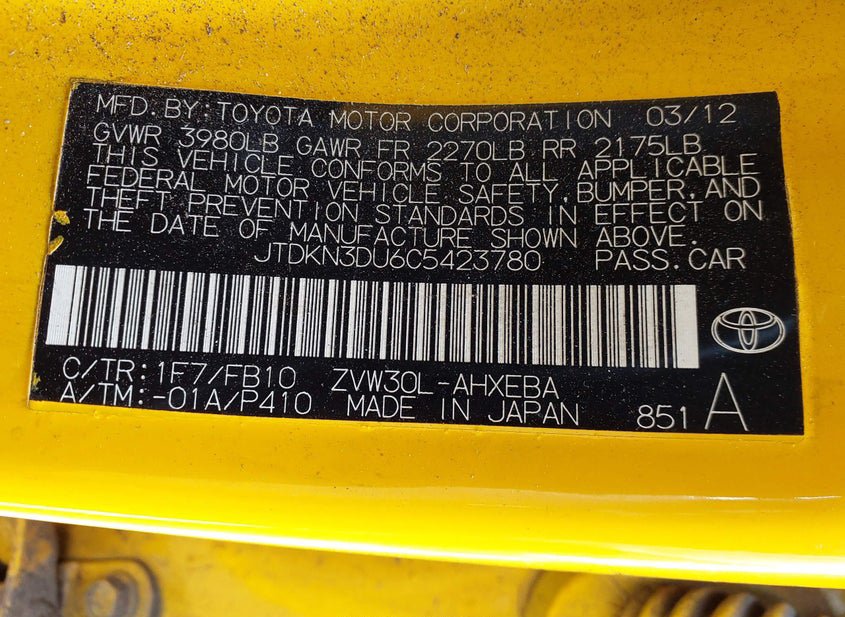 MFD. BY: TOYOTA MOTOR CORPORATION 03/12
GVWR 3980LB GAWR FR 2270LB RR 2175LB
THIS VEHICLE CONFORMS TO ALL APPLICABLE
FEDERAL MOTOR VEHICLE SAFETY, BUMPER, AND
THEFT PREVENTION STANDARDS IN EFFECT ON
THE DATE OF MANUFACTURE SHOWN ABOVE.
JTDKN3DU6C5423780 PASS. CAR
C/TR: 1F7/FB10 ZVW30L-AHXEBA
A/TM: -01A/P410 MADE IN JAPAN 851 A